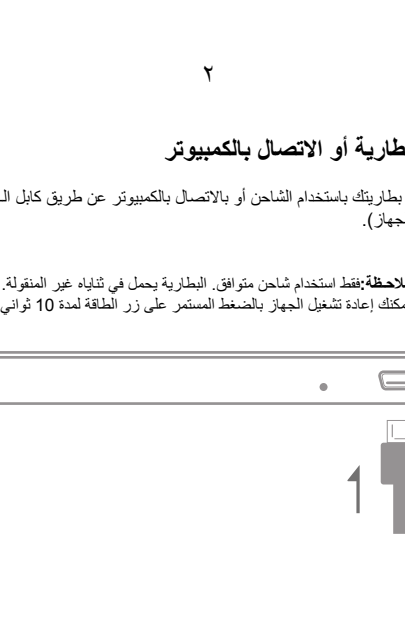 ٢
طارية أو الاتصال بالكمبيوتر
بطاريتك باستخدام الشاحن أو بالاتصال بالكمبيوتر عن طريق كابل الـ
جهاز).
لاحظة:فقط استخدام شاحن متوافق. البطارية يحمل في ثناياه غير المنقولة.
مكنك إعادة تشغيل الجهاز بالضغط المستمر على زر الطاقة لمدة 10 ثواني